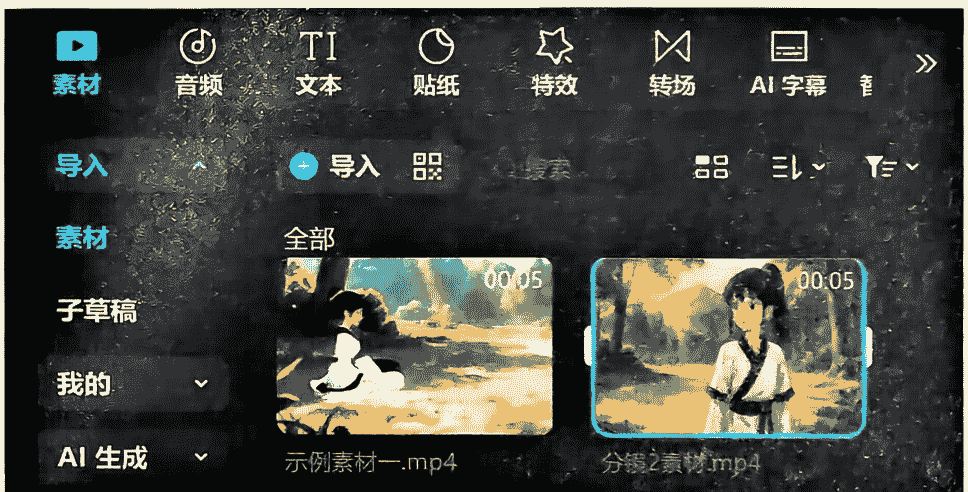 素材 音频 文本 贴纸 特效 转场 AI 字幕
导入
导入
搜索
素材
全部
00:05
00:05
子草稿
我的
AI 生成
示例素材一.mp4
分镜2素材.mp4